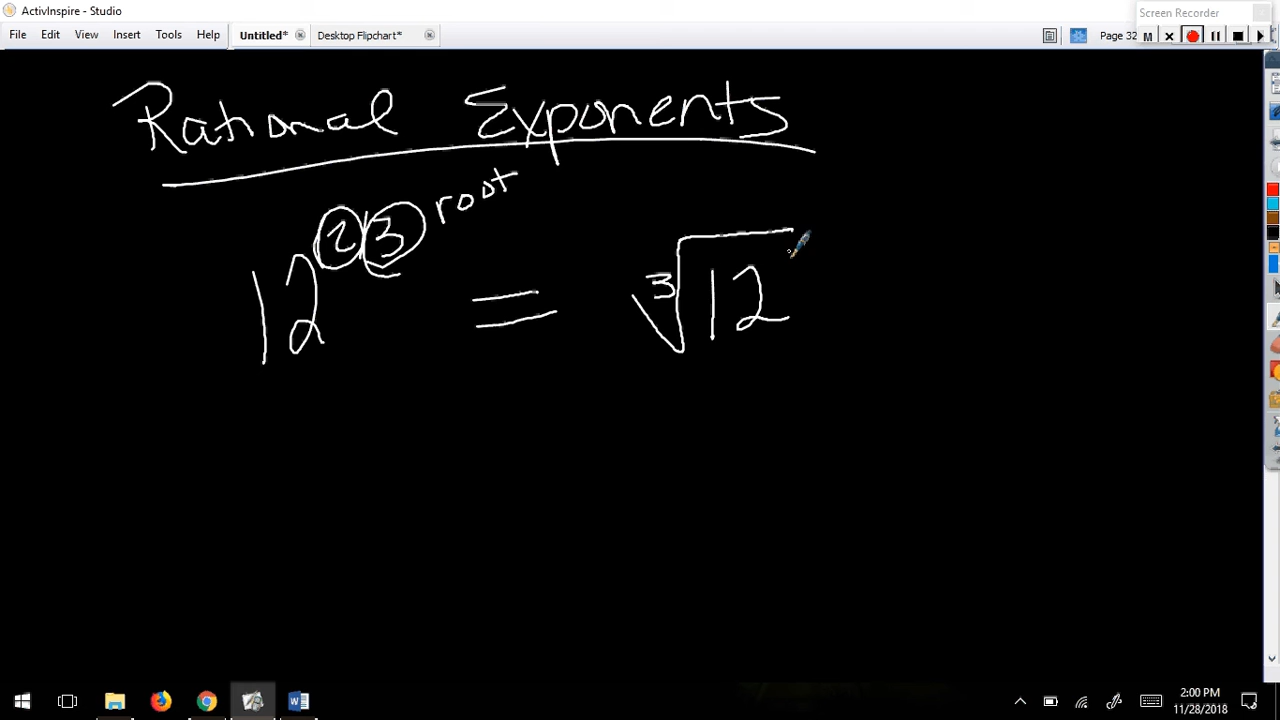 ActivInspire - Studio
Screen Recorder
File Edit View Insert Tools Help Untitled* Desktop Flipchart* Page 32 M
Rational Exponents
12^2/3 root = ∛12
2:00 PM
11/28/2018